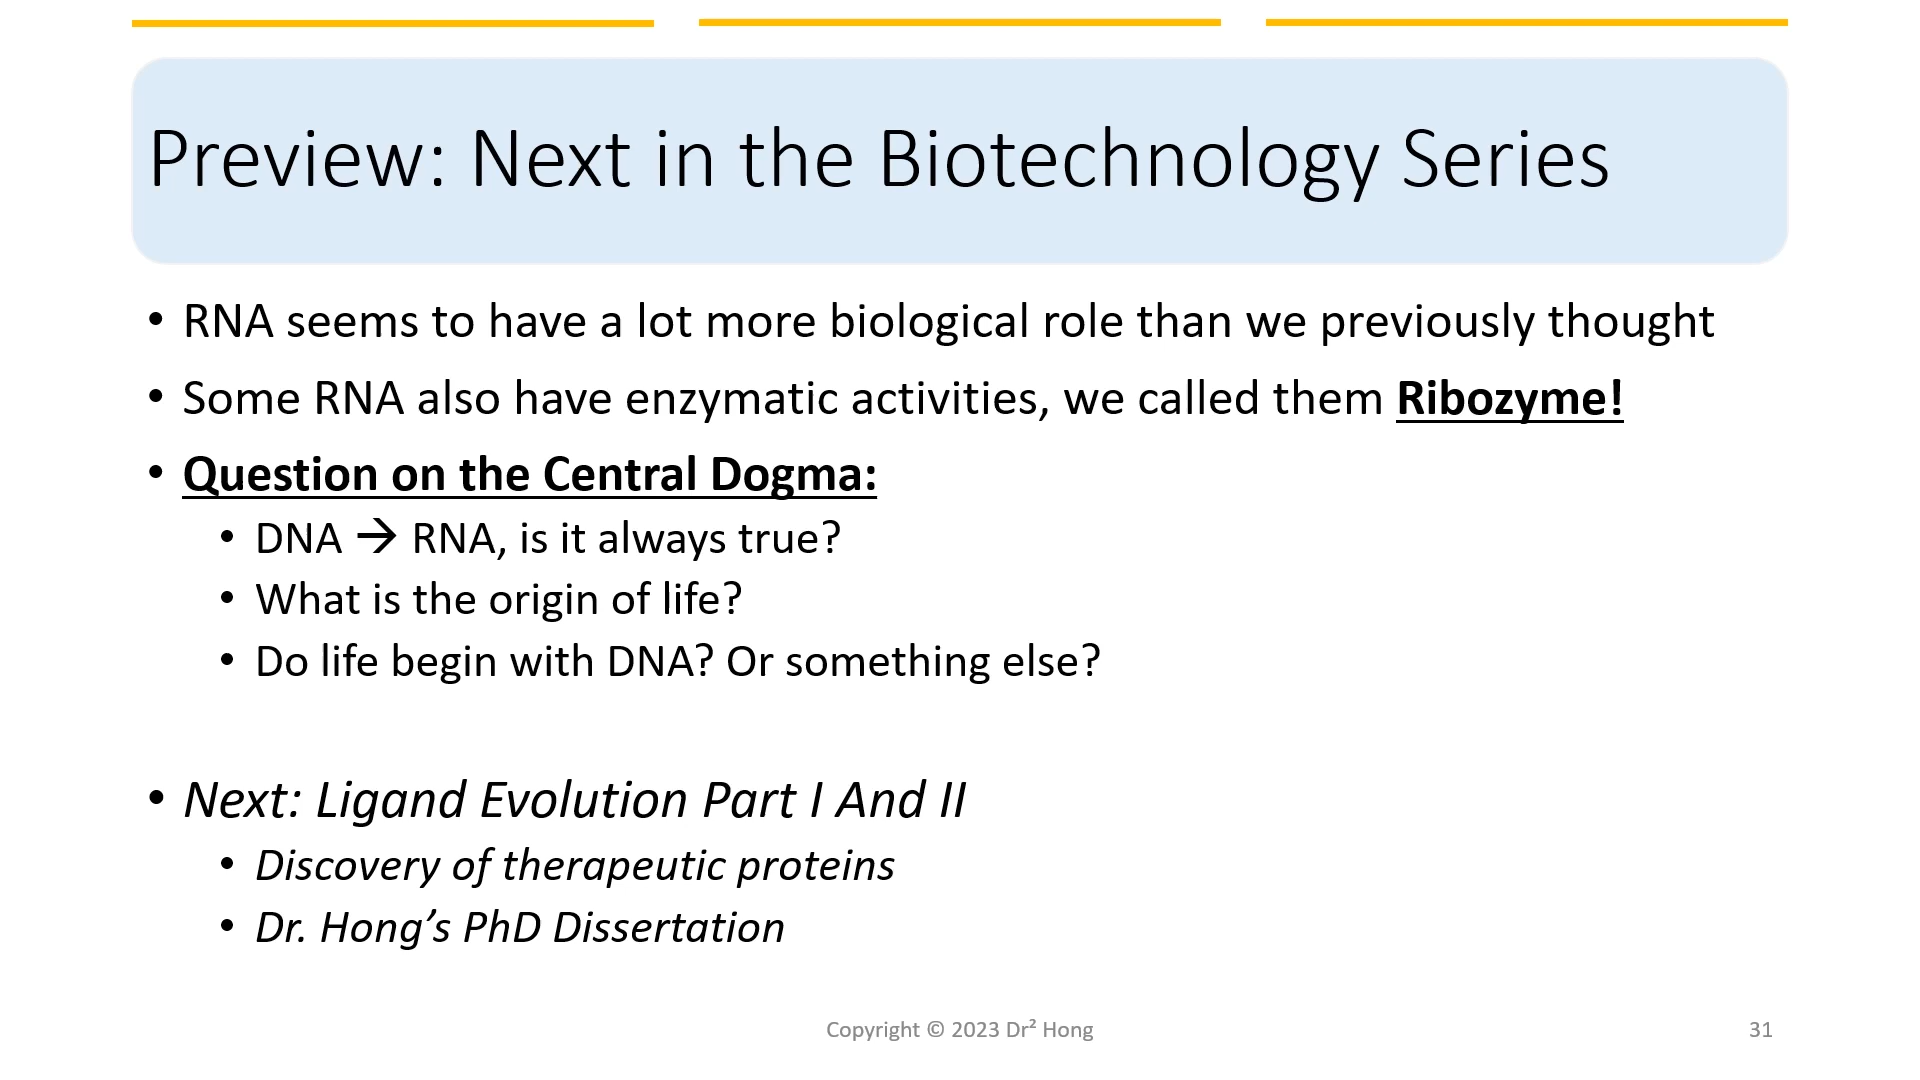 Preview: Next in the Biotechnology Series
• RNA seems to have a lot more biological role than we previously thought
• Some RNA also have enzymatic activities, we called them Ribozyme!
• Question on the Central Dogma:
• DNA → RNA, is it always true?
• What is the origin of life?
• Do life begin with DNA? Or something else?
• Next: Ligand Evolution Part I And II
• Discovery of therapeutic proteins
• Dr. Hong’s PhD Dissertation
Copyright © 2023 Dr² Hong
31